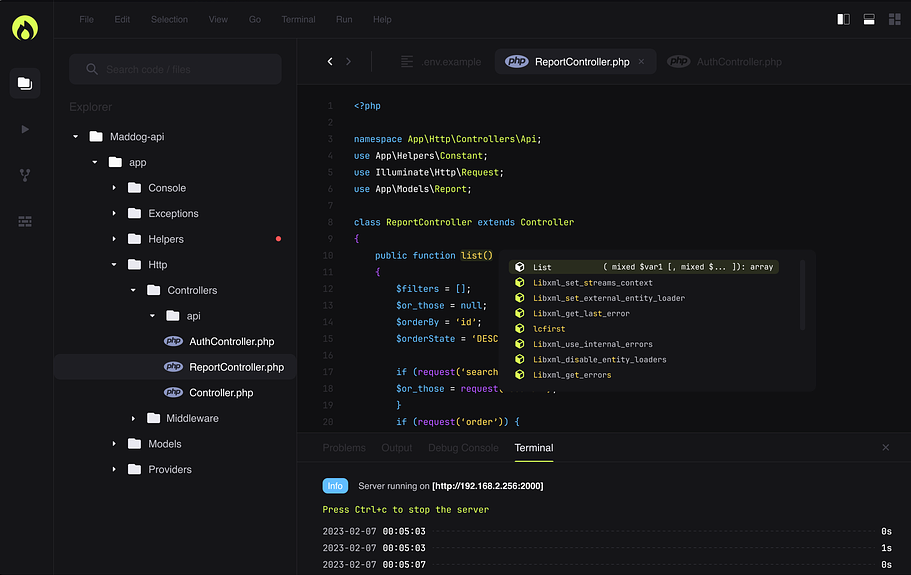 File Edit Selection View Go Terminal Run Help
Search code / files
Explorer
Maddog-api
app
Console
Exceptions
Helpers
Http
Controllers
api
php AuthController.php
php ReportController.php
php Controller.php
Middleware
Models
Providers
.env.example php ReportController.php × php AuthController.php
1 <?php
2
3 namespace App\Http\Controllers\Api;
4 use App\Helpers\Constant;
5 use Illuminate\Http\Request;
6 use App\Models\Report;
7
8 class ReportController extends Controller
9 {
10 public function list()
11 {
12 $filters = [];
13 $or_those = null;
14 $orderBy = ‘id’;
15 $orderState = ‘DESC
16
17 if (request(‘search
18 $or_those = request(
19 }
20 if (request(‘order’)) {
List ( mixed $var1 [, mixed $... ]): array
Libxml_set_streams_context
Libxml_set_external_entity_loader
Libxml_get_last_error
lcfirst
Libxml_use_internal_errors
Libxml_disable_entity_loaders
Libxml_get_errors
Problems Output Debug Console Terminal
Info Server running on [http://192.168.2.256:2000]
Press Ctrl+c to stop the server
2023-02-07 00:05:03 0s
2023-02-07 00:05:03 1s
2023-02-07 00:05:07 0s